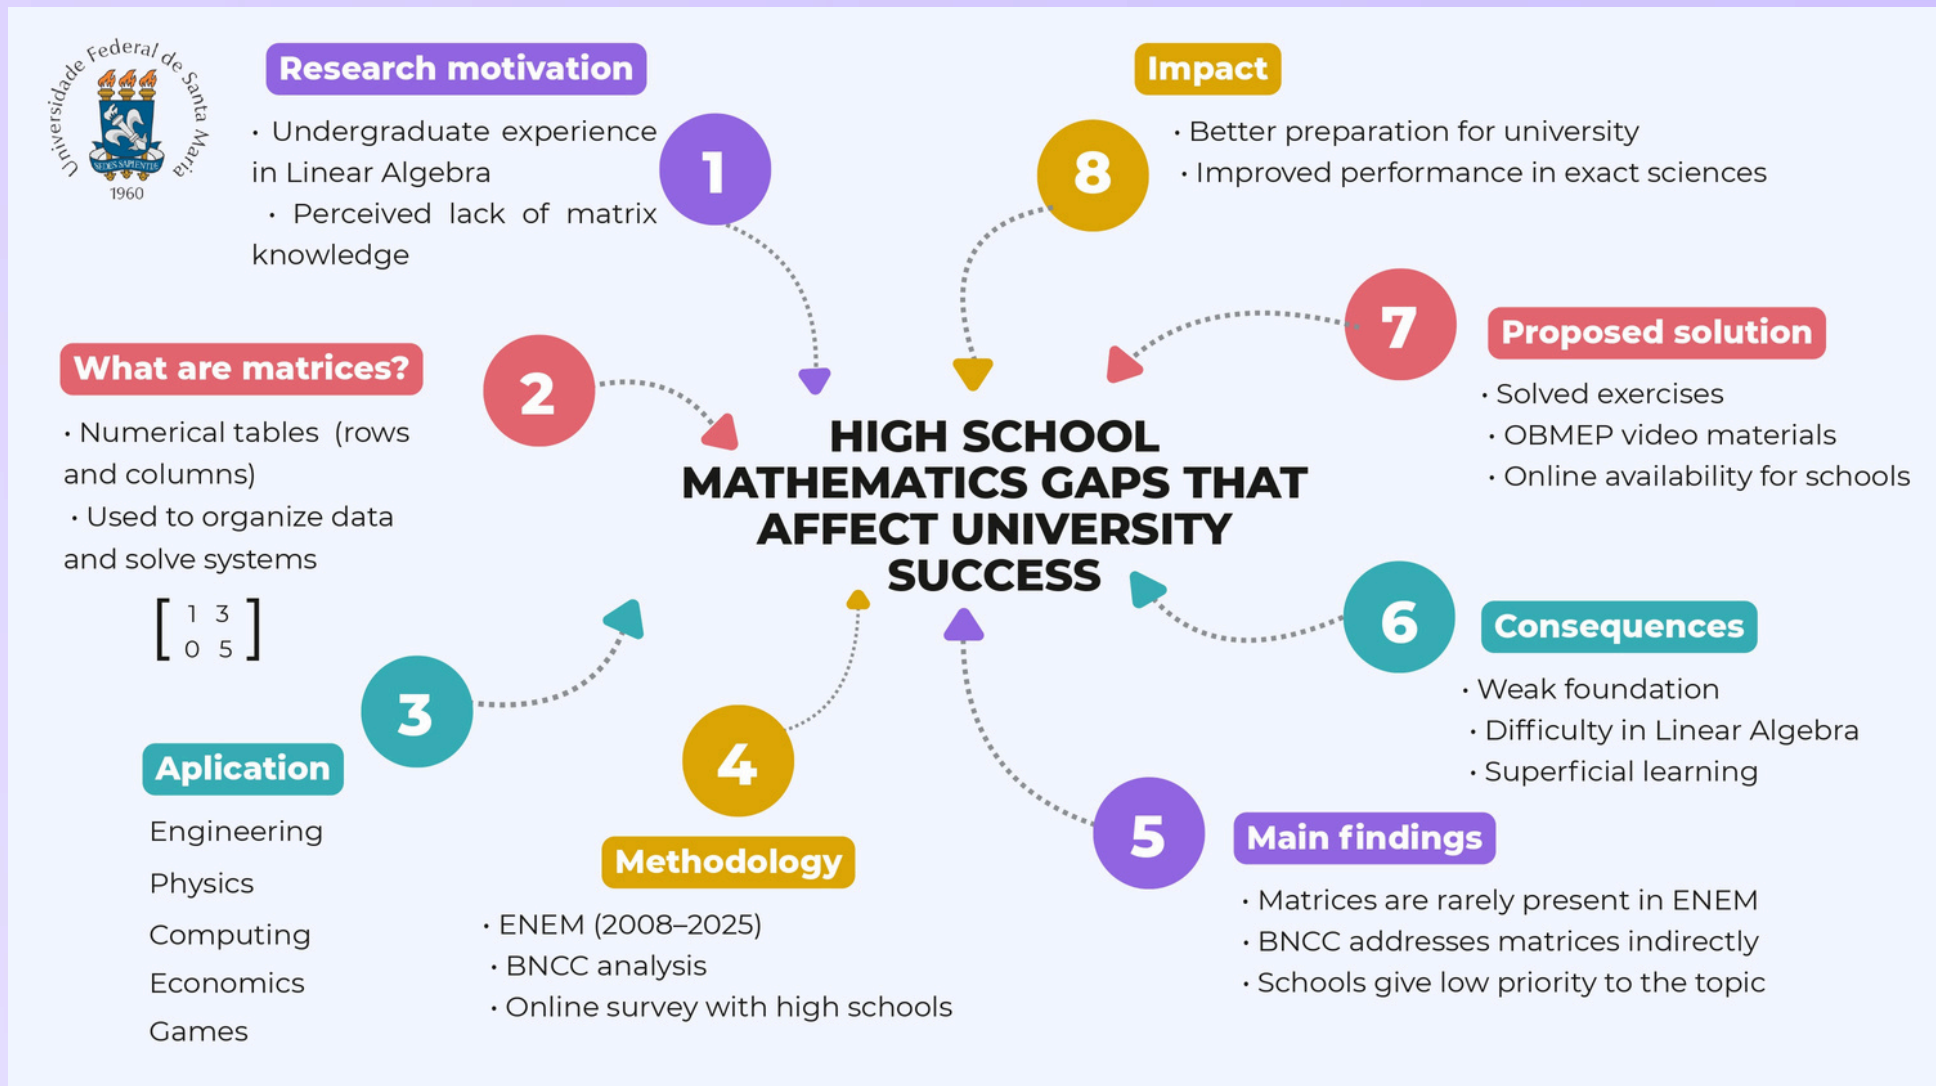 Universidade Federal de Santa Maria
SEDES SAPIENTIAE
1960
Research motivation
• Undergraduate experience
in Linear Algebra
• Perceived lack of matrix
knowledge
1
What are matrices?
• Numerical tables (rows
and columns)
• Used to organize data
and solve systems
1 3
0 5
2
3
Aplication
Engineering
Physics
Computing
Economics
Games
4
Methodology
• ENEM (2008–2025)
• BNCC analysis
• Online survey with high schools
HIGH SCHOOL
MATHEMATICS GAPS THAT
AFFECT UNIVERSITY
SUCCESS
5
Main findings
• Matrices are rarely present in ENEM
• BNCC addresses matrices indirectly
• Schools give low priority to the topic
6
Consequences
• Weak foundation
• Difficulty in Linear Algebra
• Superficial learning
7
Proposed solution
• Solved exercises
• OBMEP video materials
• Online availability for schools
8
Impact
• Better preparation for university
• Improved performance in exact sciences